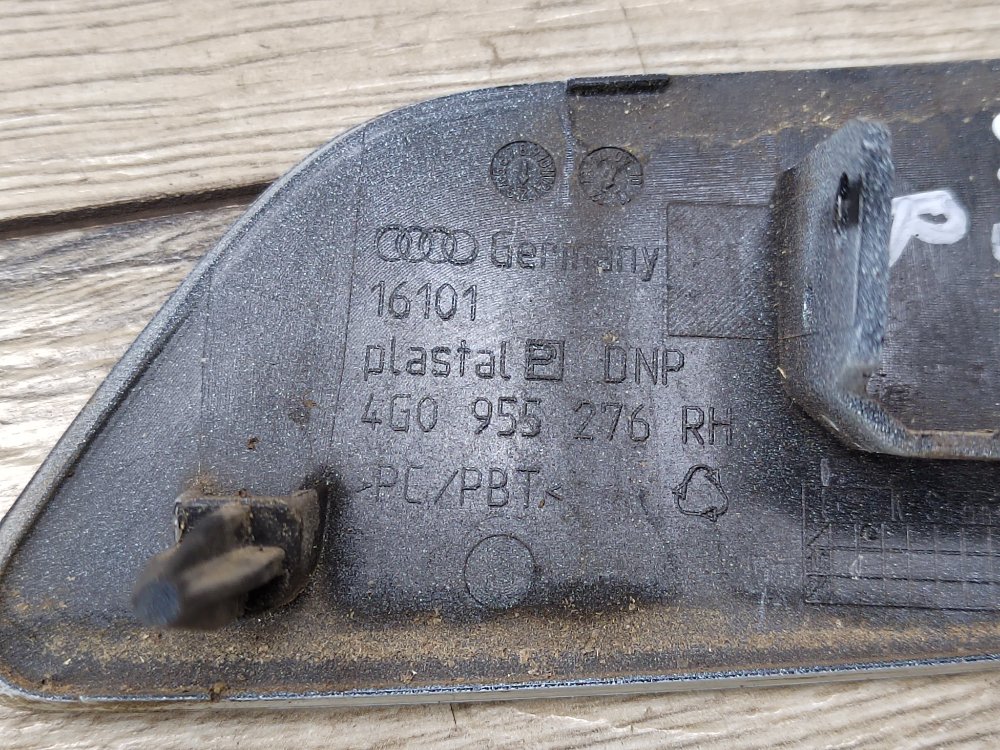 Germany
16101
plastal P DNP
4G0 955 276 RH
>PC/PBT<
R